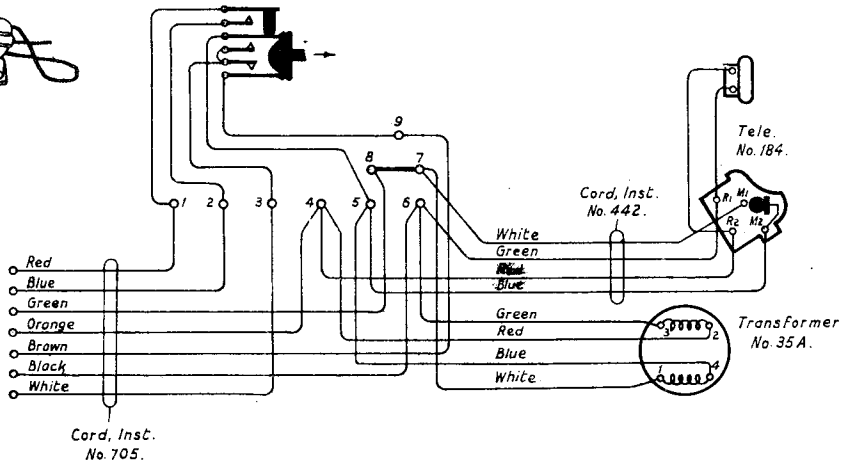 9
8 7
1 2 3 4 5 6
Tele.
No. 184.
Cord, Inst.
No. 442.
R1 M1
R2 M2
White
Green
Blue
Red
Blue
Green
Orange
Brown
Black
White
Green
Red
Blue
White
3 2
1 4
Transformer
No. 35A.
Cord, Inst.
No. 705.